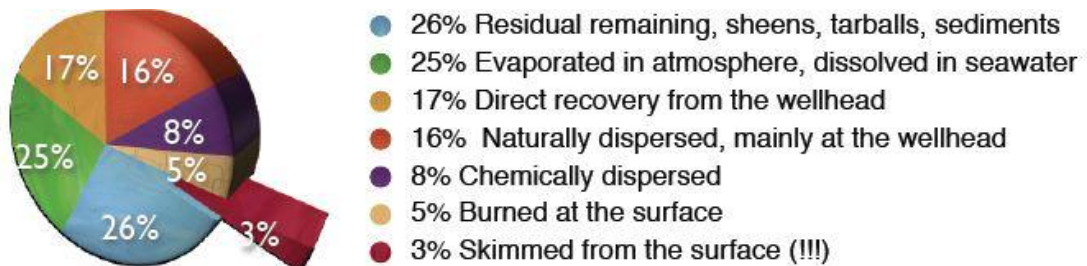 17%
16%
8%
5%
25%
26%
3%
26% Residual remaining, sheens, tarballs, sediments
25% Evaporated in atmosphere, dissolved in seawater
17% Direct recovery from the wellhead
16% Naturally dispersed, mainly at the wellhead
8% Chemically dispersed
5% Burned at the surface
3% Skimmed from the surface (!!!)